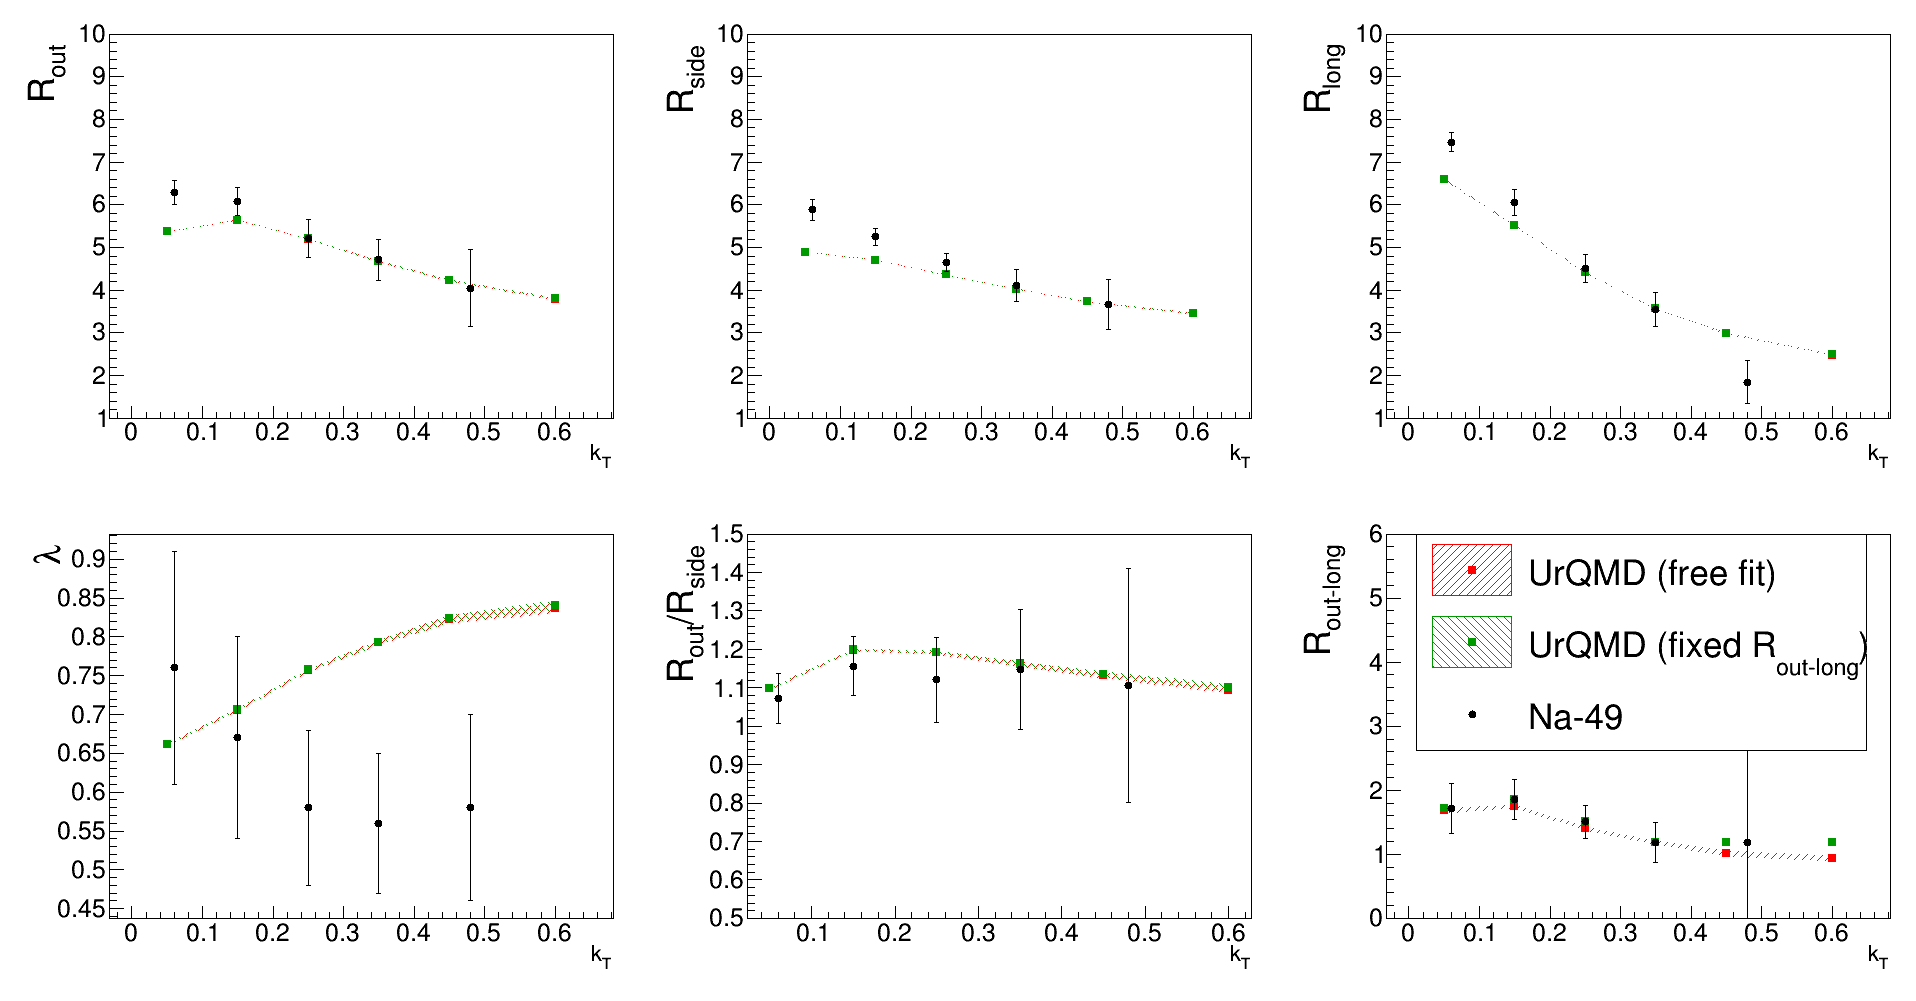 R_out
10
9
8
7
6
5
4
3
2
1
0 0.1 0.2 0.3 0.4 0.5 0.6
k_T
R_side
10
9
8
7
6
5
4
3
2
1
0 0.1 0.2 0.3 0.4 0.5 0.6
k_T
R_long
10
9
8
7
6
5
4
3
2
1
0 0.1 0.2 0.3 0.4 0.5 0.6
k_T
λ
0.9
0.85
0.8
0.75
0.7
0.65
0.6
0.55
0.5
0.45
0 0.1 0.2 0.3 0.4 0.5 0.6
k_T
R_out/R_side
1.5
1.4
1.3
1.2
1.1
1
0.9
0.8
0.7
0.6
0.5
0.1 0.2 0.3 0.4 0.5 0.6
k_T
R_out-long
6
5
4
3
2
1
0
UrQMD (free fit)
UrQMD (fixed R_out-long)
Na-49
0 0.1 0.2 0.3 0.4 0.5 0.6
k_T